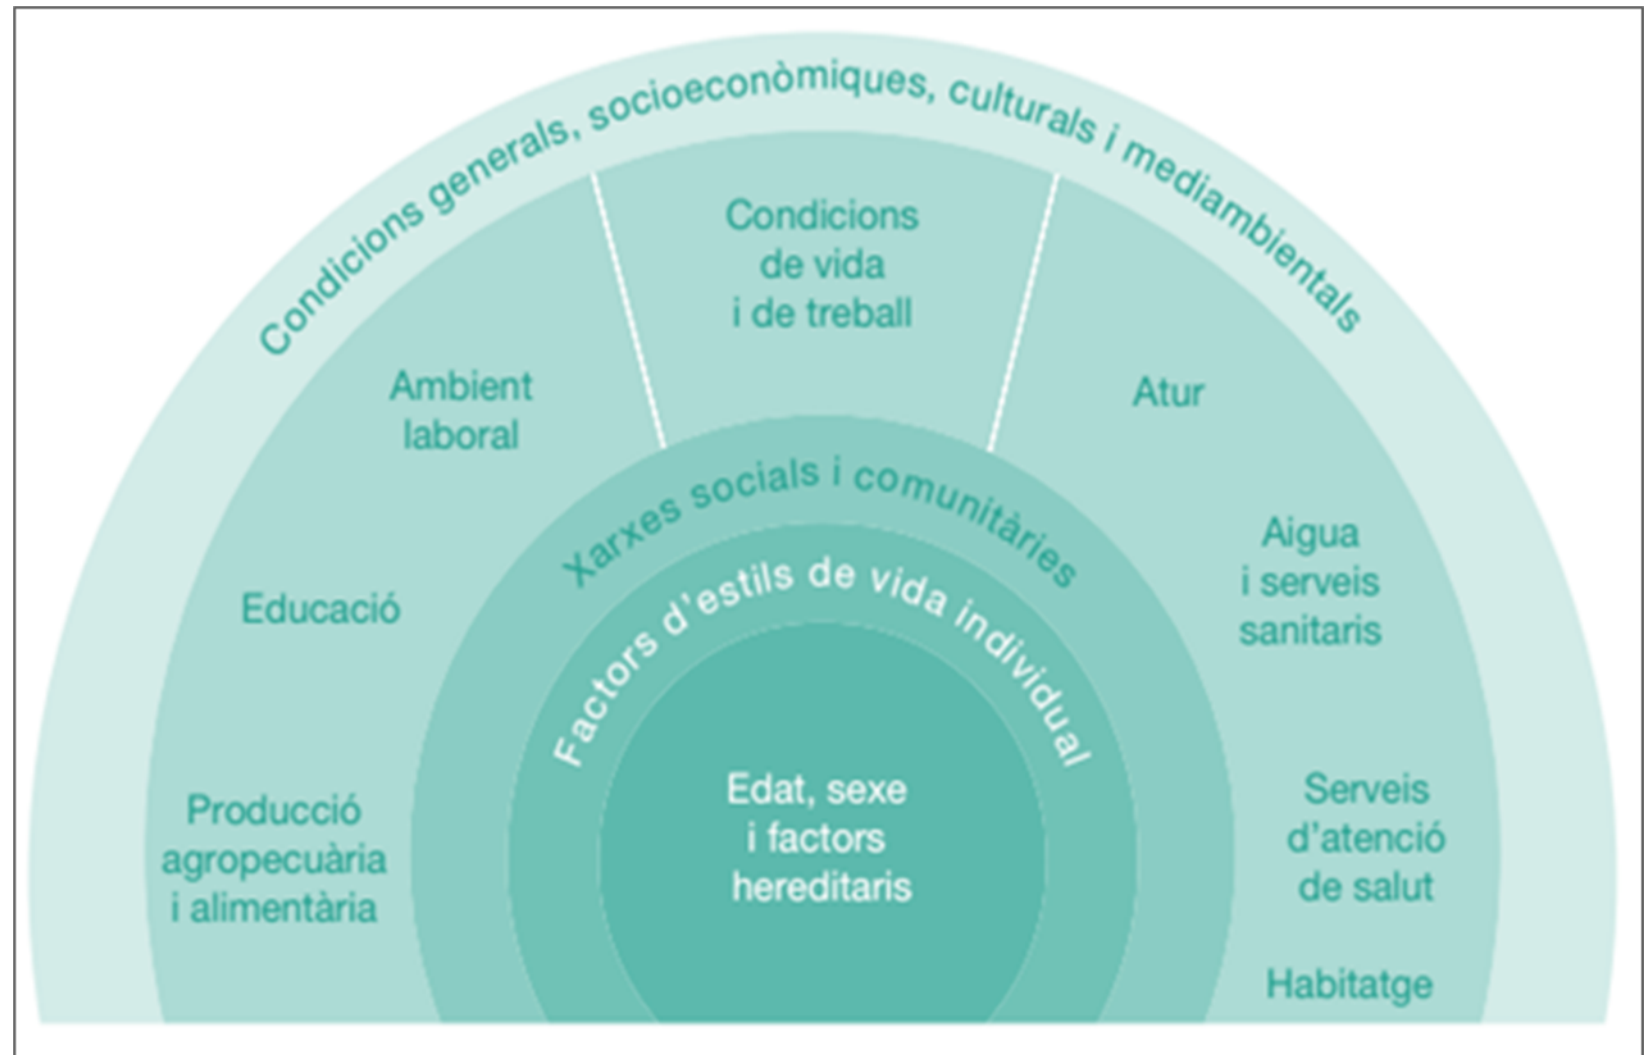 Condicions generals, socioeconòmiques, culturals i mediambientals
Condicions
de vida
i de treball
Ambient
laboral
Atur
Xarxes socials i comunitàries
Aigua
i serveis
sanitaris
Factors d'estils de vida individual
Educació
Edat, sexe
i factors
hereditaris
Producció
agropecuària
i alimentària
Serveis
d'atenció
de salut
Habitatge